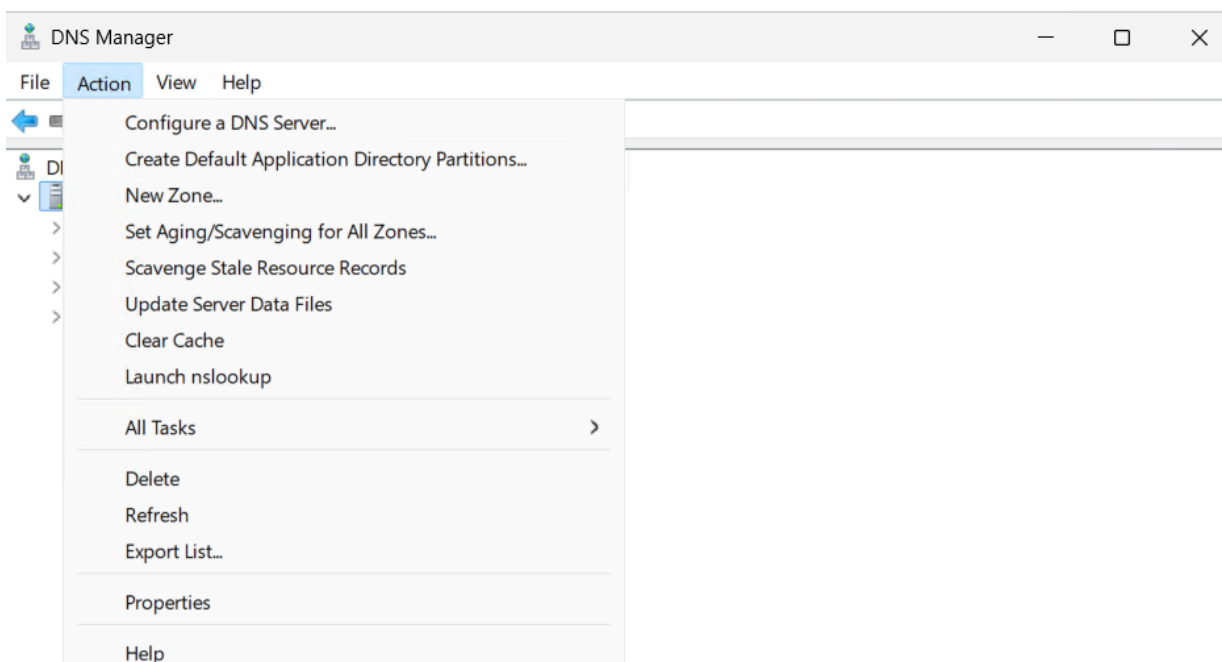 DNS Manager
File Action View Help
Configure a DNS Server...
Create Default Application Directory Partitions...
New Zone...
Set Aging/Scavenging for All Zones...
Scavenge Stale Resource Records
Update Server Data Files
Clear Cache
Launch nslookup
All Tasks
Delete
Refresh
Export List...
Properties
Help